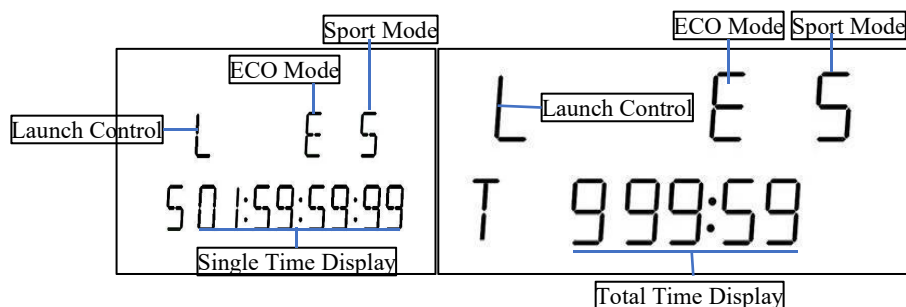 Sport Mode
ECO Mode
Launch Control
L E S
S 01:59:59:99
Single Time Display
ECO Mode
Sport Mode
L E S
Launch Control
T 999:59
Total Time Display